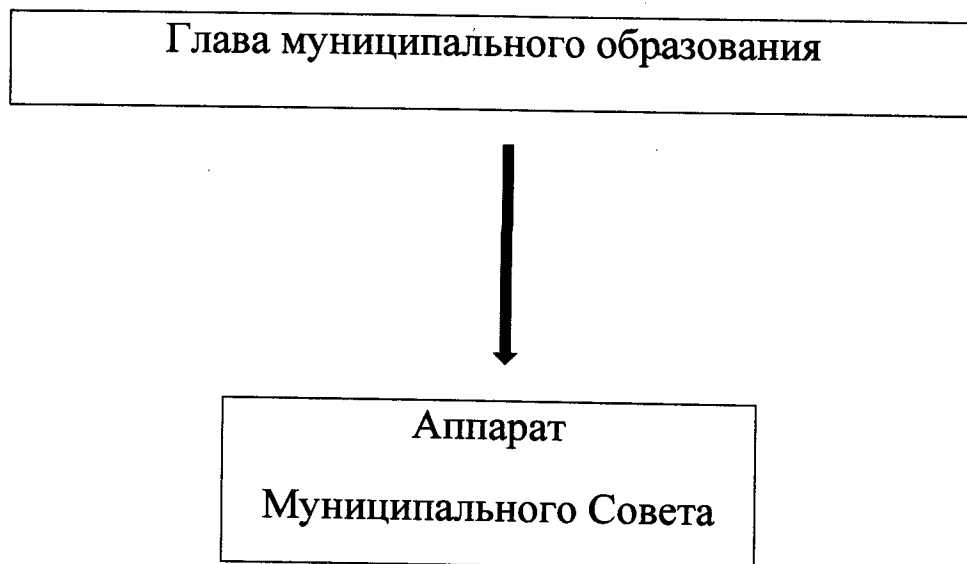 Глава муниципального образования
Аппарат
Муниципального Совета